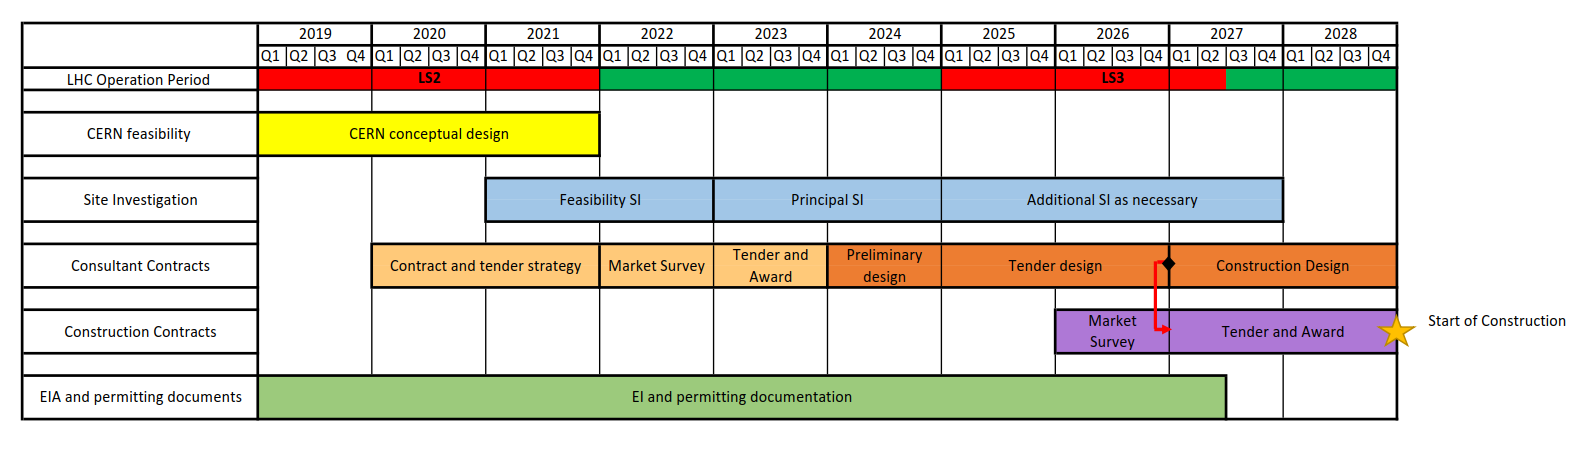 2019 2020 2021 2022 2023 2024 2025 2026 2027 2028
Q1 Q2 Q3 Q4 Q1 Q2 Q3 Q4 Q1 Q2 Q3 Q4 Q1 Q2 Q3 Q4 Q1 Q2 Q3 Q4 Q1 Q2 Q3 Q4 Q1 Q2 Q3 Q4 Q1 Q2 Q3 Q4 Q1 Q2 Q3 Q4 Q1 Q2 Q3 Q4
LHC Operation Period LS2 LS3
CERN feasibility CERN conceptual design
Site Investigation Feasibility SI Principal SI Additional SI as necessary
Consultant Contracts Contract and tender strategy Market Survey
Tender and
Award
Preliminary
design
Tender design Construction Design
Construction Contracts
Market
Survey
Tender and Award
Start of Construction
EIA and permitting documents EI and permitting documentation